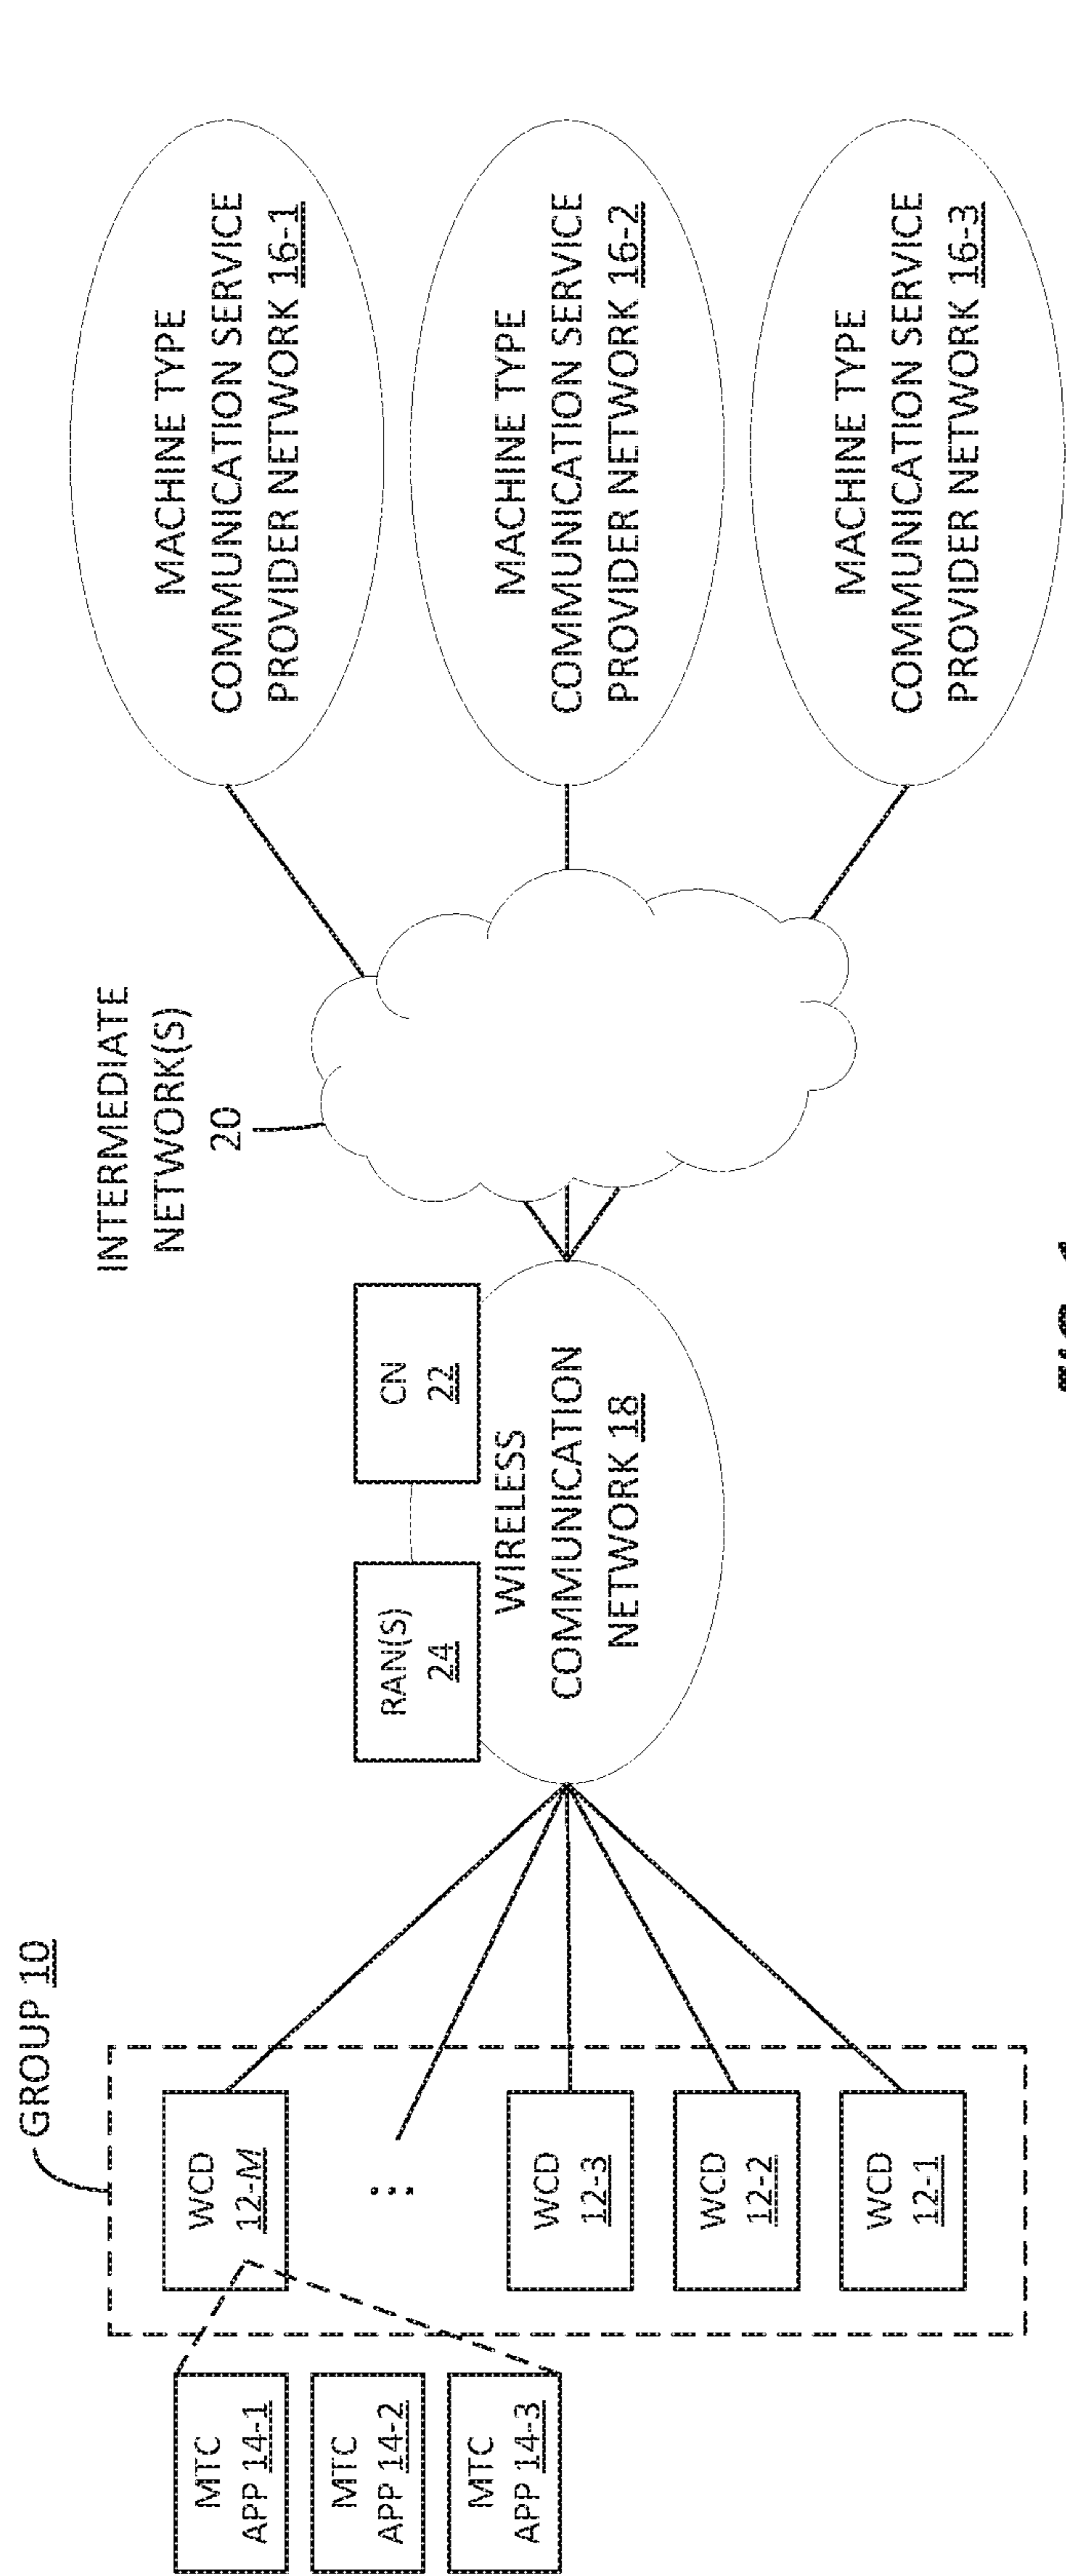 GROUP 10
MTC
APP 14-1
MTC
APP 14-2
MTC
APP 14-3
WCD
12-M
⋮
WCD
12-3
WCD
12-2
WCD
12-1
RAN(S)
24
CN
22
WIRELESS
COMMUNICATION
NETWORK 18
INTERMEDIATE
NETWORK(S)
20
MACHINE TYPE
COMMUNICATION SERVICE
PROVIDER NETWORK 16-1
MACHINE TYPE
COMMUNICATION SERVICE
PROVIDER NETWORK 16-2
MACHINE TYPE
COMMUNICATION SERVICE
PROVIDER NETWORK 16-3